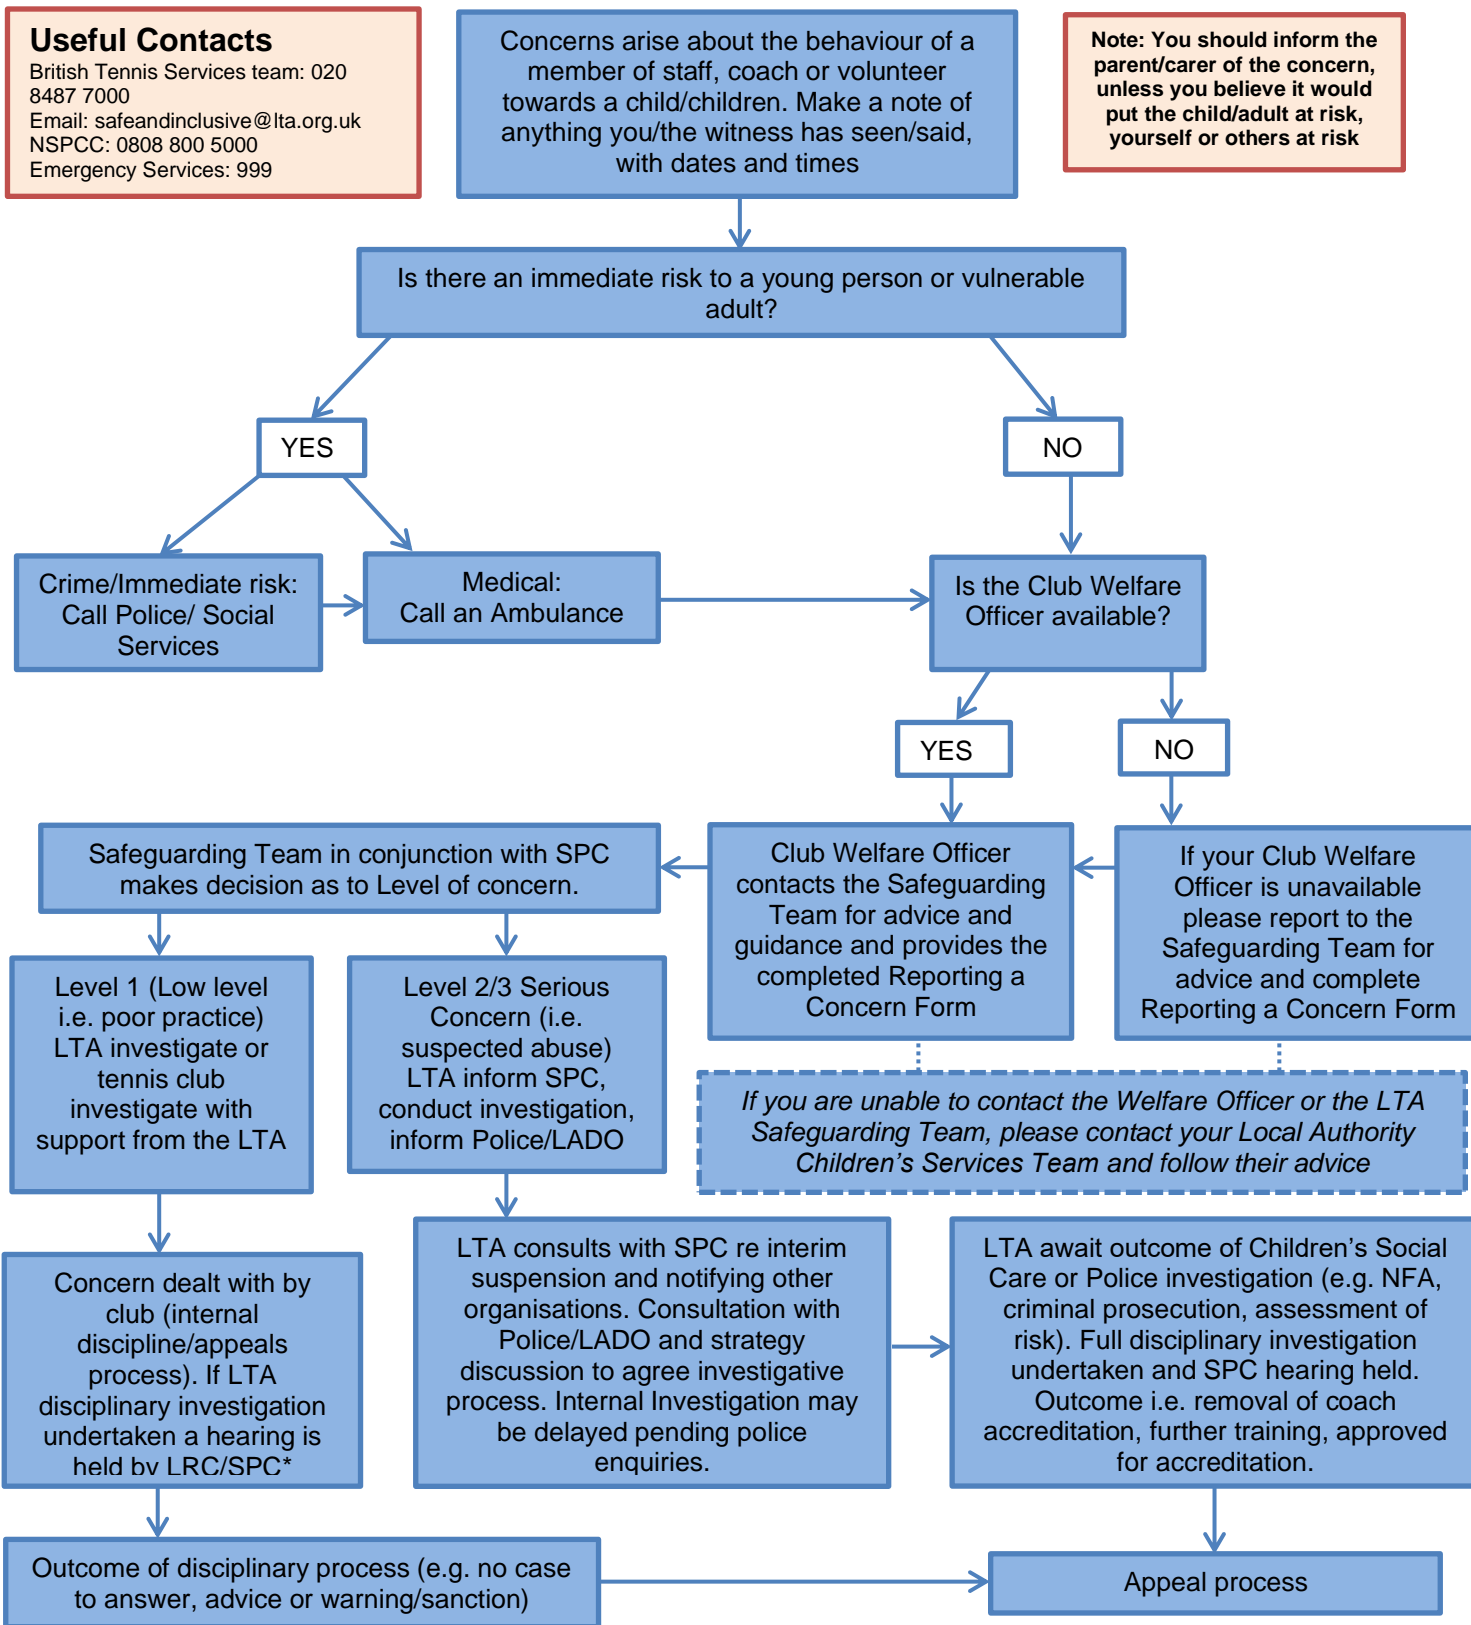 Useful Contacts
British Tennis Services team: 020
8487 7000
Email: safeandinclusive@lta.org.uk
NSPCC: 0808 800 5000
Emergency Services: 999
Concerns arise about the behaviour of a
member of staff, coach or volunteer
towards a child/children. Make a note of
anything you/the witness has seen/said,
with dates and times
Note: You should inform the
parent/carer of the concern,
unless you believe it would
put the child/adult at risk,
yourself or others at risk
Is there an immediate risk to a young person or vulnerable
adult?
YES
NO
Crime/Immediate risk:
Call Police/ Social
Services
Medical:
Call an Ambulance
Is the Club Welfare
Officer available?
YES
NO
Safeguarding Team in conjunction with SPC
makes decision as to Level of concern.
Club Welfare Officer
contacts the Safeguarding
Team for advice and
guidance and provides the
completed Reporting a
Concern Form
If your Club Welfare
Officer is unavailable
please report to the
Safeguarding Team for
advice and complete
Reporting a Concern Form
Level 1 (Low level
i.e. poor practice)
LTA investigate or
tennis club
investigate with
support from the LTA
Level 2/3 Serious
Concern (i.e.
suspected abuse)
LTA inform SPC,
conduct investigation,
inform Police/LADO
If you are unable to contact the Welfare Officer or the LTA
Safeguarding Team, please contact your Local Authority
Children's Services Team and follow their advice
Concern dealt with by
club (internal
discipline/appeals
process). If LTA
disciplinary investigation
undertaken a hearing is
held by LRC/SPC*
LTA consults with SPC re interim
suspension and notifying other
organisations. Consultation with
Police/LADO and strategy
discussion to agree investigative
process. Internal Investigation may
be delayed pending police
enquiries.
LTA await outcome of Children's Social
Care or Police investigation (e.g. NFA,
criminal prosecution, assessment of
risk). Full disciplinary investigation
undertaken and SPC hearing held.
Outcome i.e. removal of coach
accreditation, further training, approved
for accreditation.
Outcome of disciplinary process (e.g. no case
to answer, advice or warning/sanction)
Appeal process